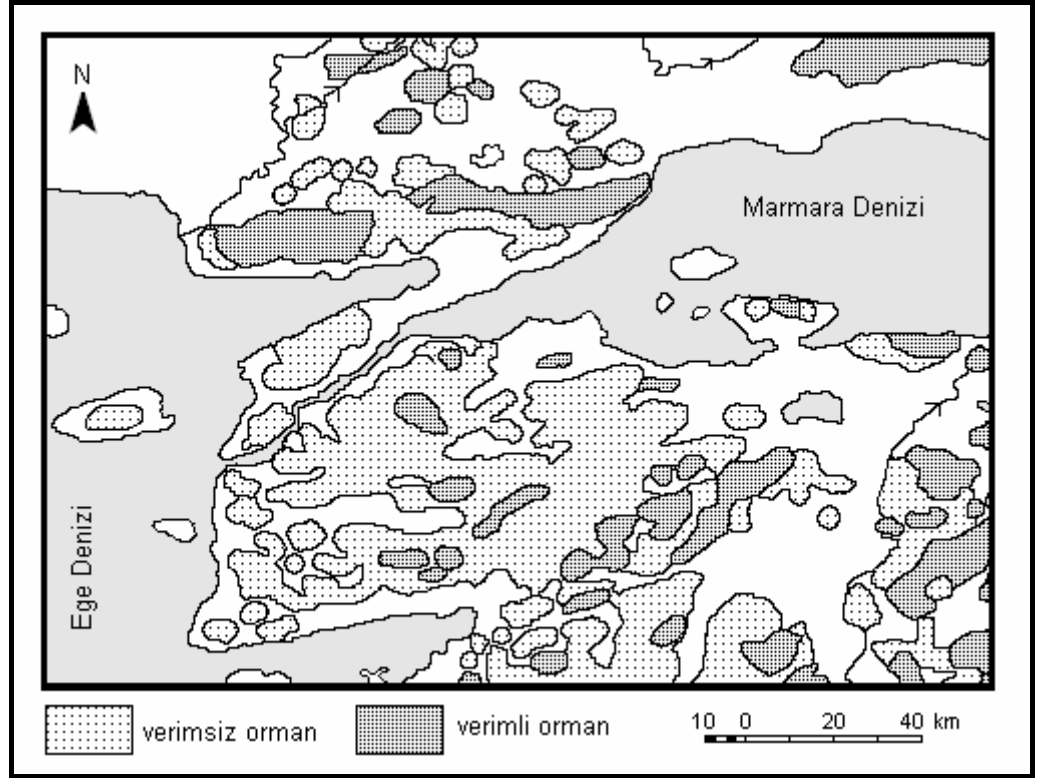 N
Marmara Denizi
Ege Denizi
verimsiz orman
verimli orman
10 0 20 40 km